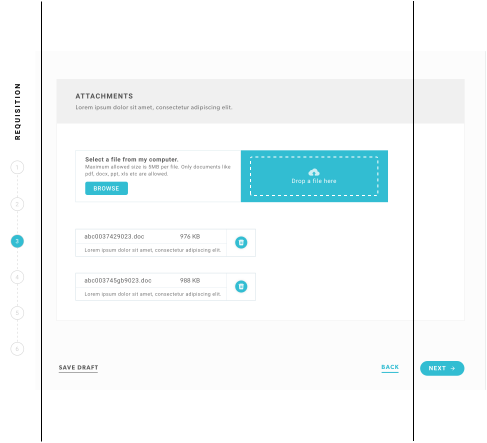 REQUISITION
1
2
3
4
5
6
ATTACHMENTS
Lorem ipsum dolor sit amet, consectetur adipiscing elit.
Select a file from my computer.
Maximum allowed size is 5MB per file. Only documents like
pdf, docx, ppt, xls etc are allowed.
BROWSE
Drop a file here
abc0037429023.doc 976 KB
Lorem ipsum dolor sit amet, consectetur adipiscing elit.
abc003745gb9023.doc 988 KB
Lorem ipsum dolor sit amet, consectetur adipiscing elit.
SAVE DRAFT
BACK
NEXT →